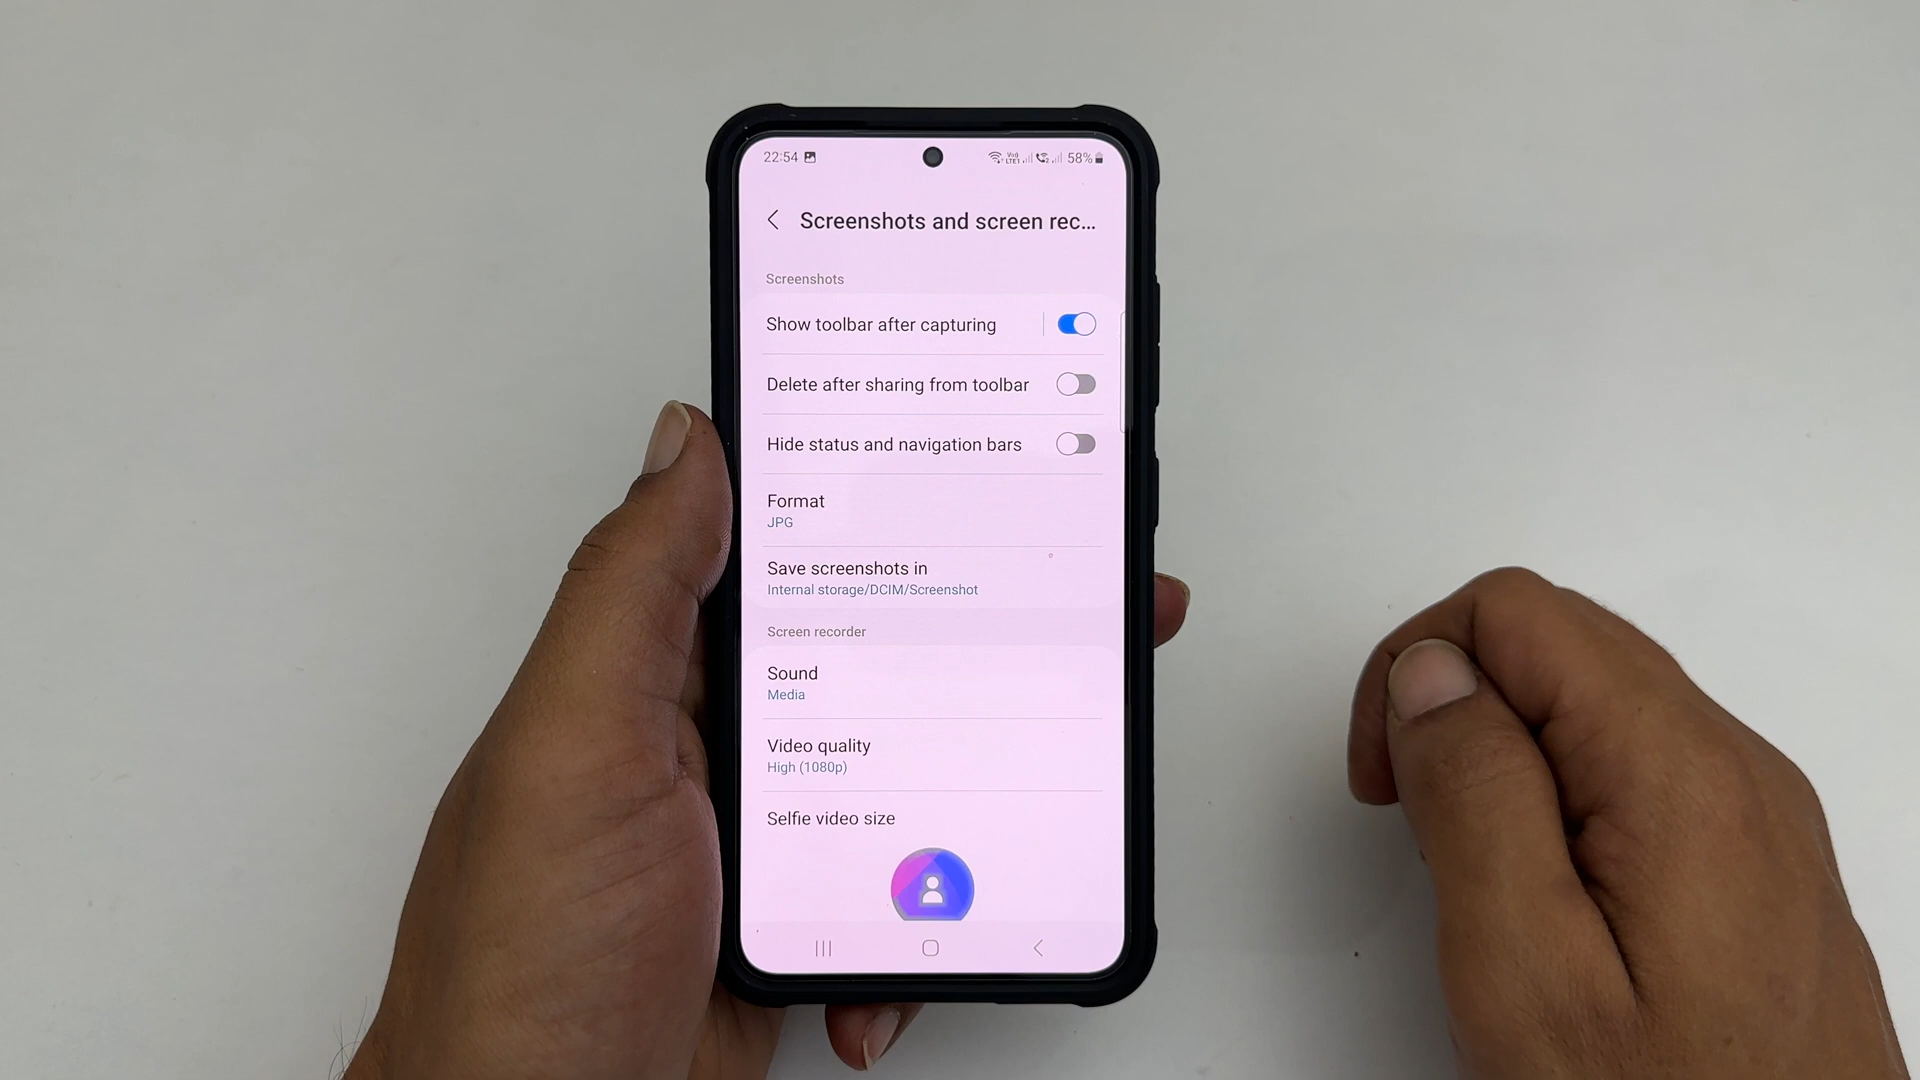 22:54 58%
Screenshots and screen rec...
Screenshots
Show toolbar after capturing
Delete after sharing from toolbar
Hide status and navigation bars
Format
JPG
Save screenshots in
Internal storage/DCIM/Screenshot
Screen recorder
Sound
Media
Video quality
High (1080p)
Selfie video size